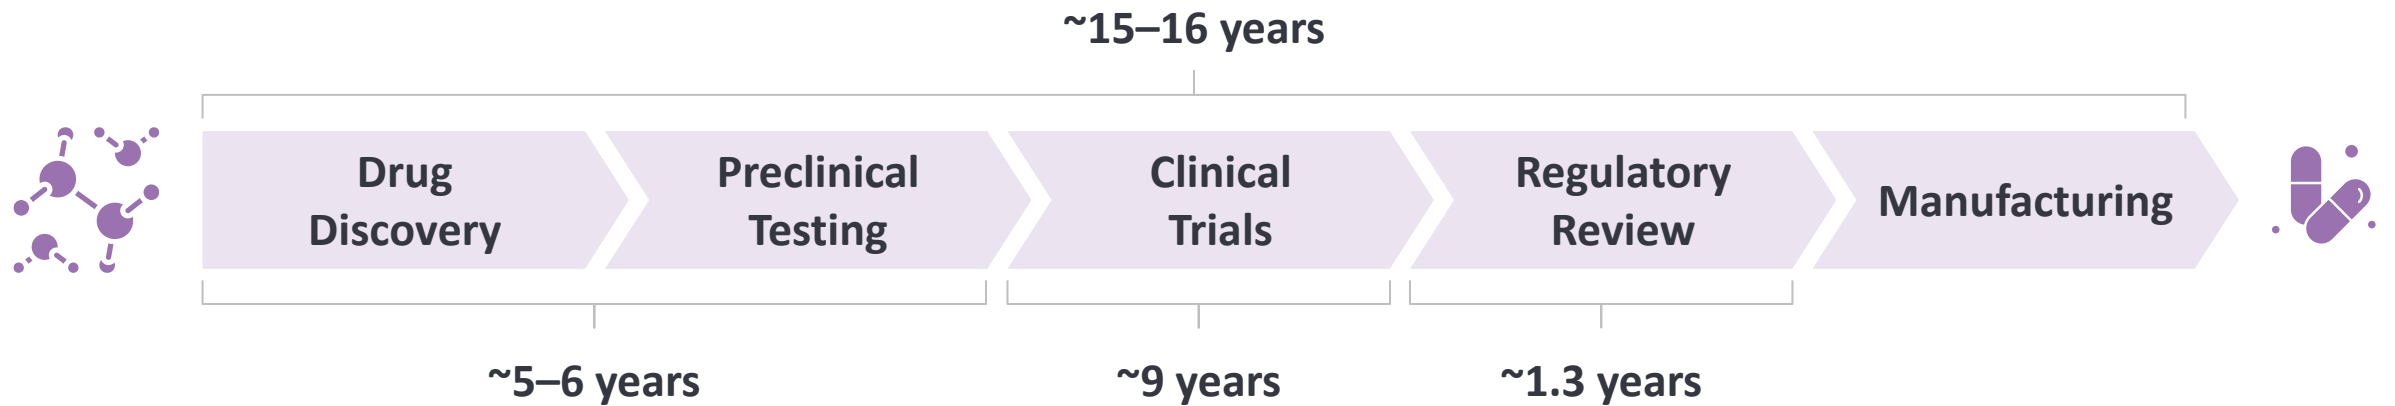 ~15–16 years
Drug
Discovery
Preclinical
Testing
Clinical
Trials
Regulatory
Review
Manufacturing
~5–6 years
~9 years
~1.3 years